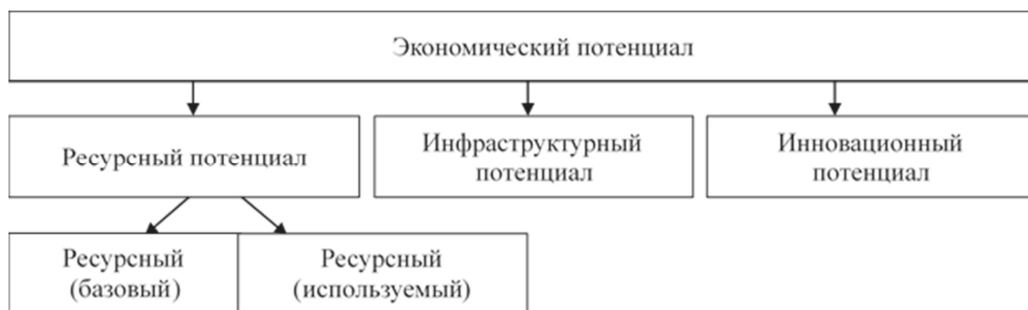 Экономический потенциал
Ресурсный потенциал
Инфраструктурный
потенциал
Инновационный
потенциал
Ресурсный
(базовый)
Ресурсный
(используемый)